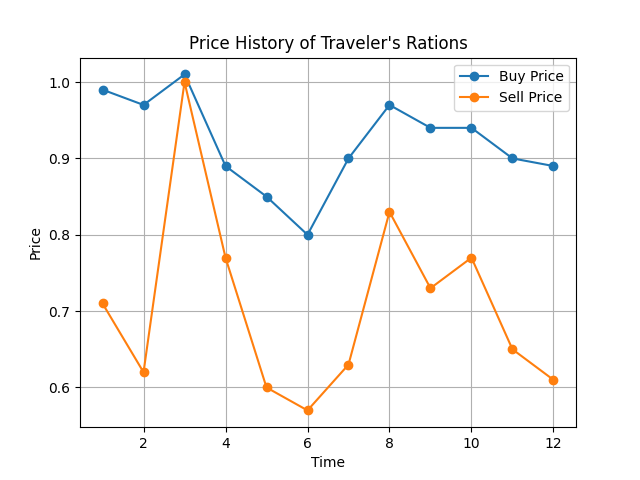 Price History of Traveler's Rations
Buy Price
Sell Price
Price
1.0
0.9
0.8
0.7
0.6
2 4 6 8 10 12
Time